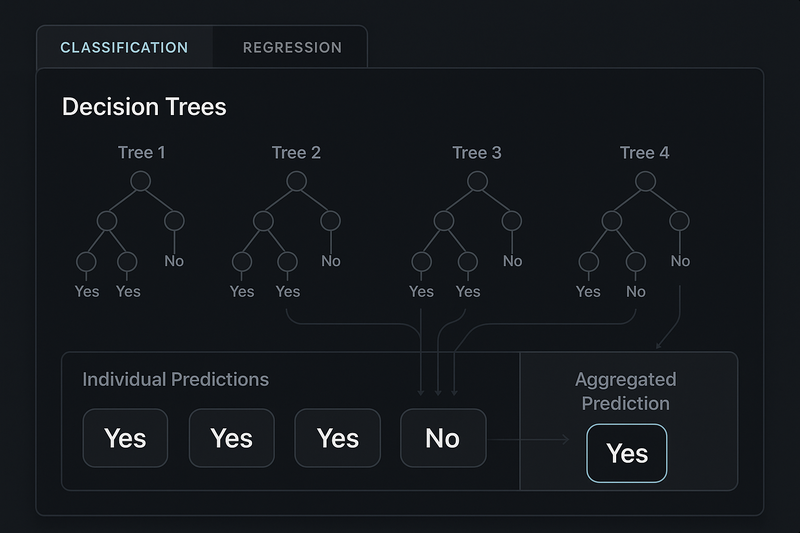 CLASSIFICATION REGRESSION
Decision Trees
Tree 1 Tree 2 Tree 3 Tree 4
No No No No
Yes Yes Yes Yes Yes Yes Yes No
Individual Predictions
Aggregated
Prediction
Yes Yes Yes No
Yes